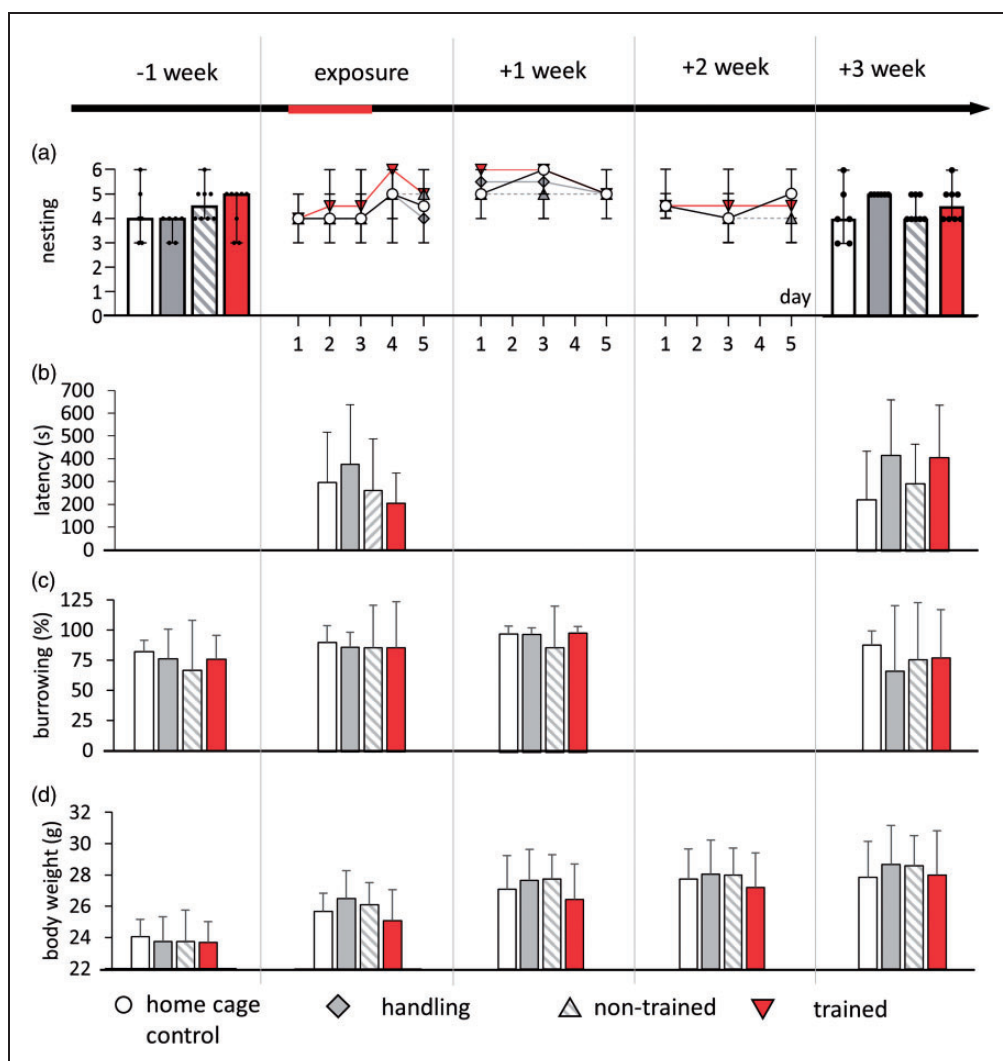 -1 week exposure +1 week +2 week +3 week
(a)
nesting
6
5
4
3
2
1
0
day
1 2 3 4 5 1 2 3 4 5 1 2 3 4 5
(b)
latency (s)
700
600
500
400
300
200
100
0
(c)
burrowing (%)
125
100
75
50
25
0
(d)
body weight (g)
32
30
28
26
24
22
home cage control handling non-trained trained